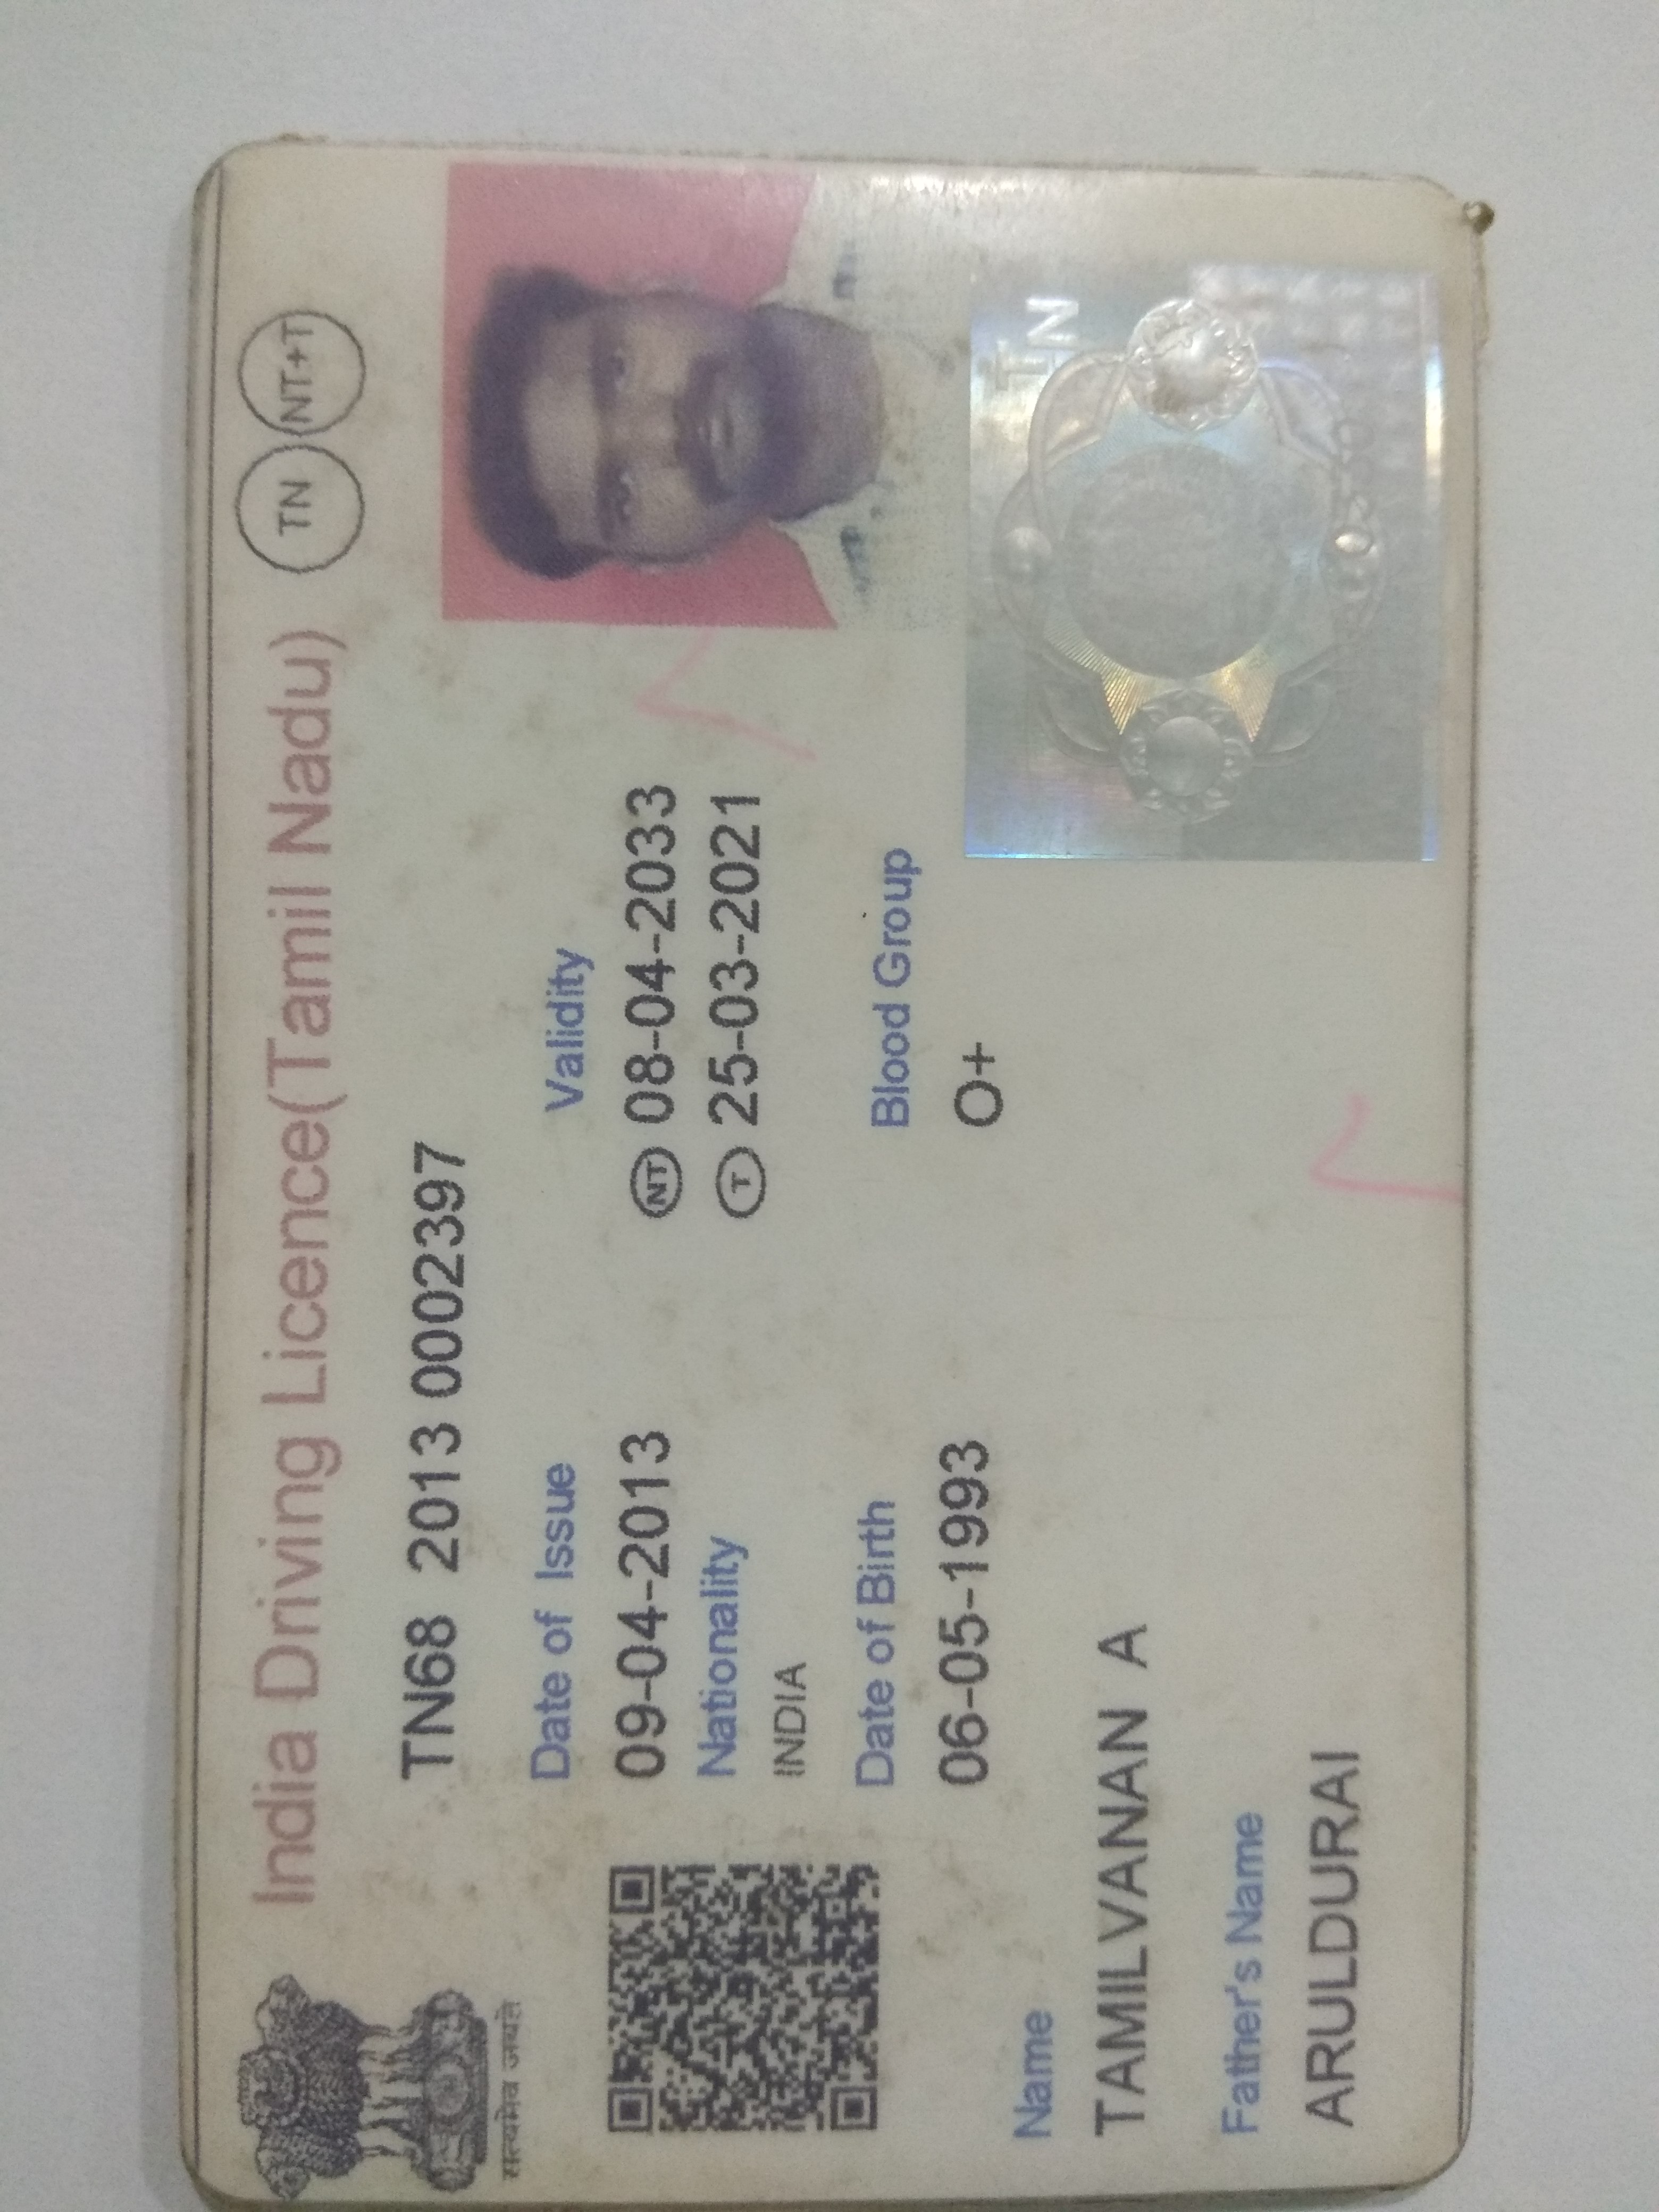 India Driving Licence(Tamil Nadu) TN NT+T
सत्यमेव जयते
TN68 2013 0002397
Date of Issue Validity
09-04-2013 NT 08-04-2033
Nationality T 25-03-2021
INDIA
Date of Birth Blood Group
06-05-1993 O+
Name
TAMILVANAN A
Father's Name
ARULDURAI
TN